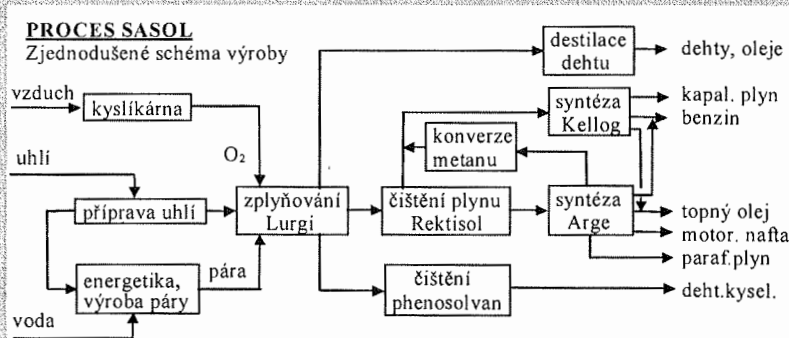 PROCES SASOL
Zjednodušené schéma výroby
vzduch
kyslíkárna
O₂
uhlí
příprava uhlí
energetika,
výroba páry
pára
voda
zplyňování
Lurgi
čištění plynu
Rektisol
čištění
phenosolvan
konverze
metanu
destilace
dehtu
syntéza
Kellog
syntéza
Arge
dehty, oleje
kapal. plyn
benzin
topný olej
motor. nafta
paraf.plyn
deht.kysel.